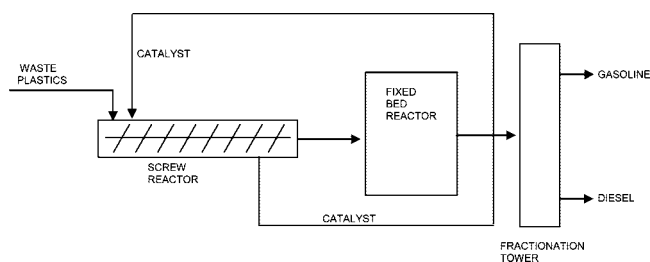 CATALYST
WASTE
PLASTICS
FIXED
BED
REACTOR
GASOLINE
SCREW
REACTOR
DIESEL
CATALYST
FRACTIONATION
TOWER